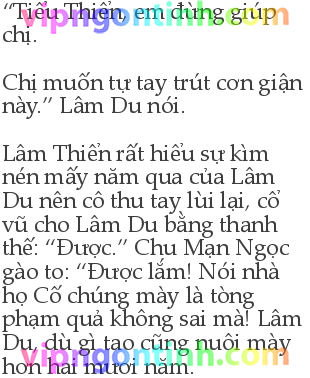 “Tiểu Thiển, em đừng giúp
chị.
Chị muốn tự tay trút cơn giận
này.” Lâm Du nói.
Lâm Thiển rất hiểu sự kìm
nén mấy năm qua của Lâm
Du nên cô thu tay lùi lại, cổ
vũ cho Lâm Du bằng thanh
thế: “Được.” Chu Mạn Ngọc
gào to: “Được lắm! Nói nhà
họ Cố chúng mày là tòng
phạm quả không sai mà! Lâm
Du, dù gì tao cũng nuôi mày
hơn hai mươi năm.
vipngontinh.com
vipngontinh.com